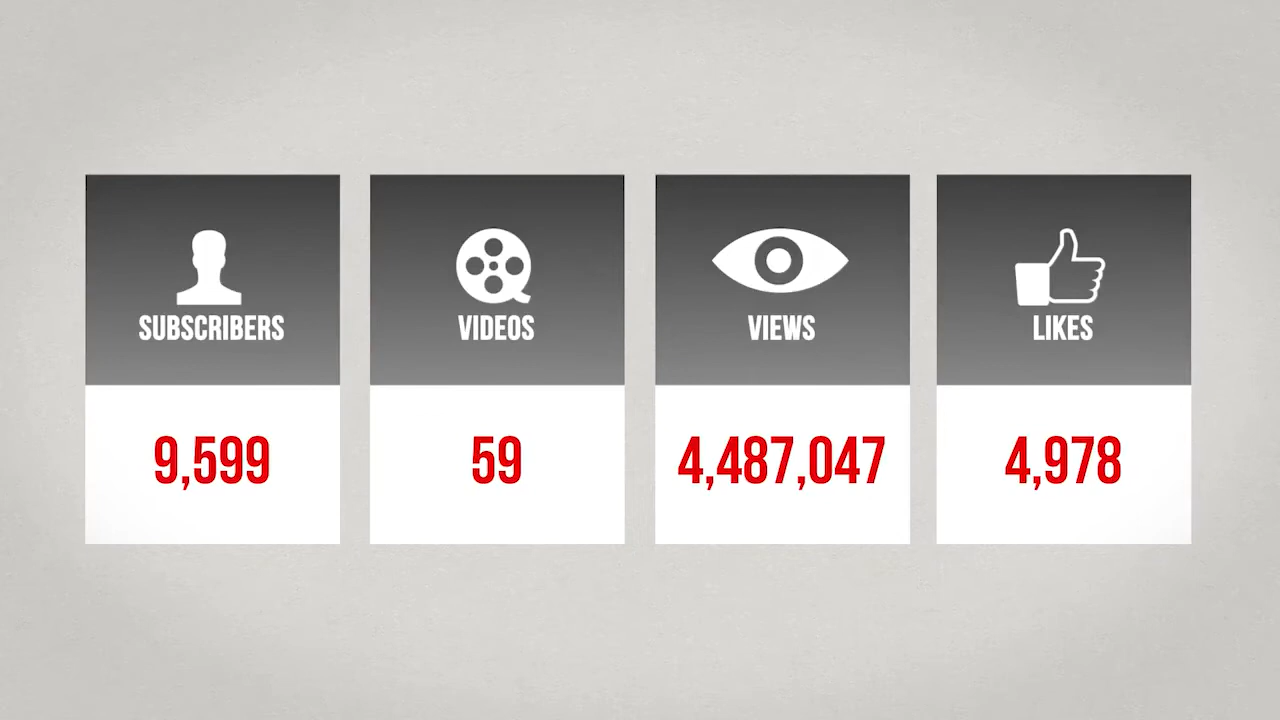 SUBSCRIBERS
9,599
VIDEOS
59
VIEWS
4,487,047
LIKES
4,978